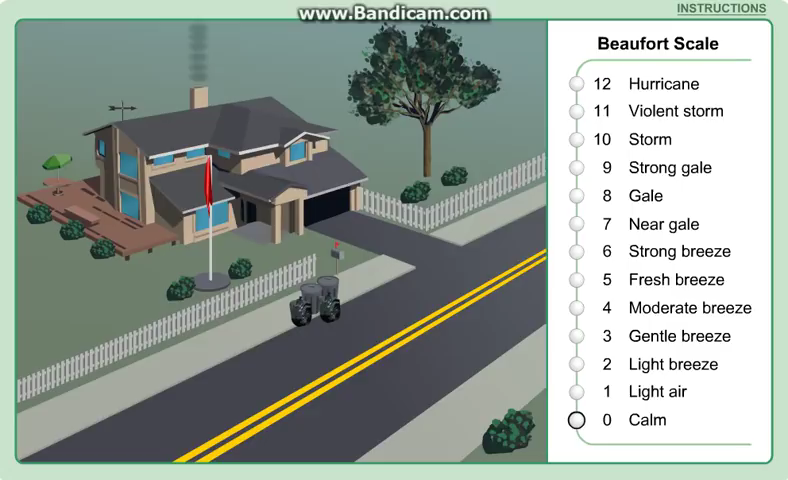 www.Bandicam.com
INSTRUCTIONS
Beaufort Scale
12 Hurricane
11 Violent storm
10 Storm
9 Strong gale
8 Gale
7 Near gale
6 Strong breeze
5 Fresh breeze
4 Moderate breeze
3 Gentle breeze
2 Light breeze
1 Light air
0 Calm